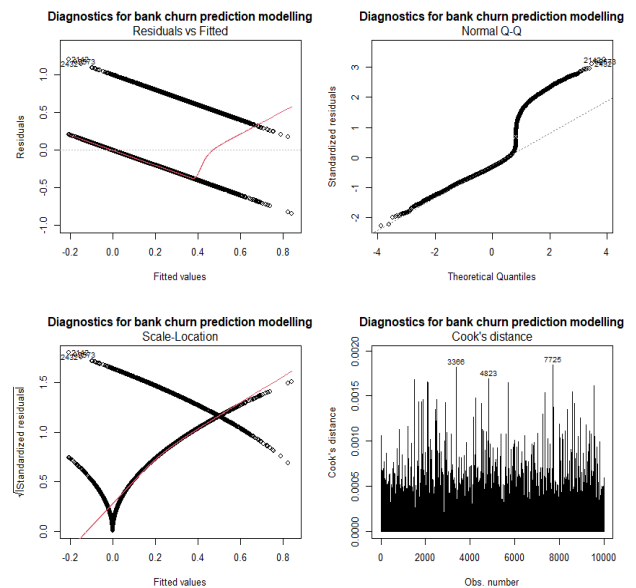 Diagnostics for bank churn prediction modelling
Residuals vs Fitted
Residuals
1.0
0.5
0.0
-0.5
-1.0
-0.2 0.0 0.2 0.4 0.6 0.8
Fitted values
Diagnostics for bank churn prediction modelling
Normal Q-Q
Standardized residuals
3
2
1
0
-1
-2
-4 -2 0 2 4
Theoretical Quantiles
Diagnostics for bank churn prediction modelling
Scale-Location
√|Standardized residuals|
1.5
1.0
0.5
0.0
-0.2 0.0 0.2 0.4 0.6 0.8
Fitted values
Diagnostics for bank churn prediction modelling
Cook's distance
Cook's distance
0.0020
0.0015
0.0010
0.0005
0.0000
3366
4823
7725
0 2000 4000 6000 8000 10000
Obs. number